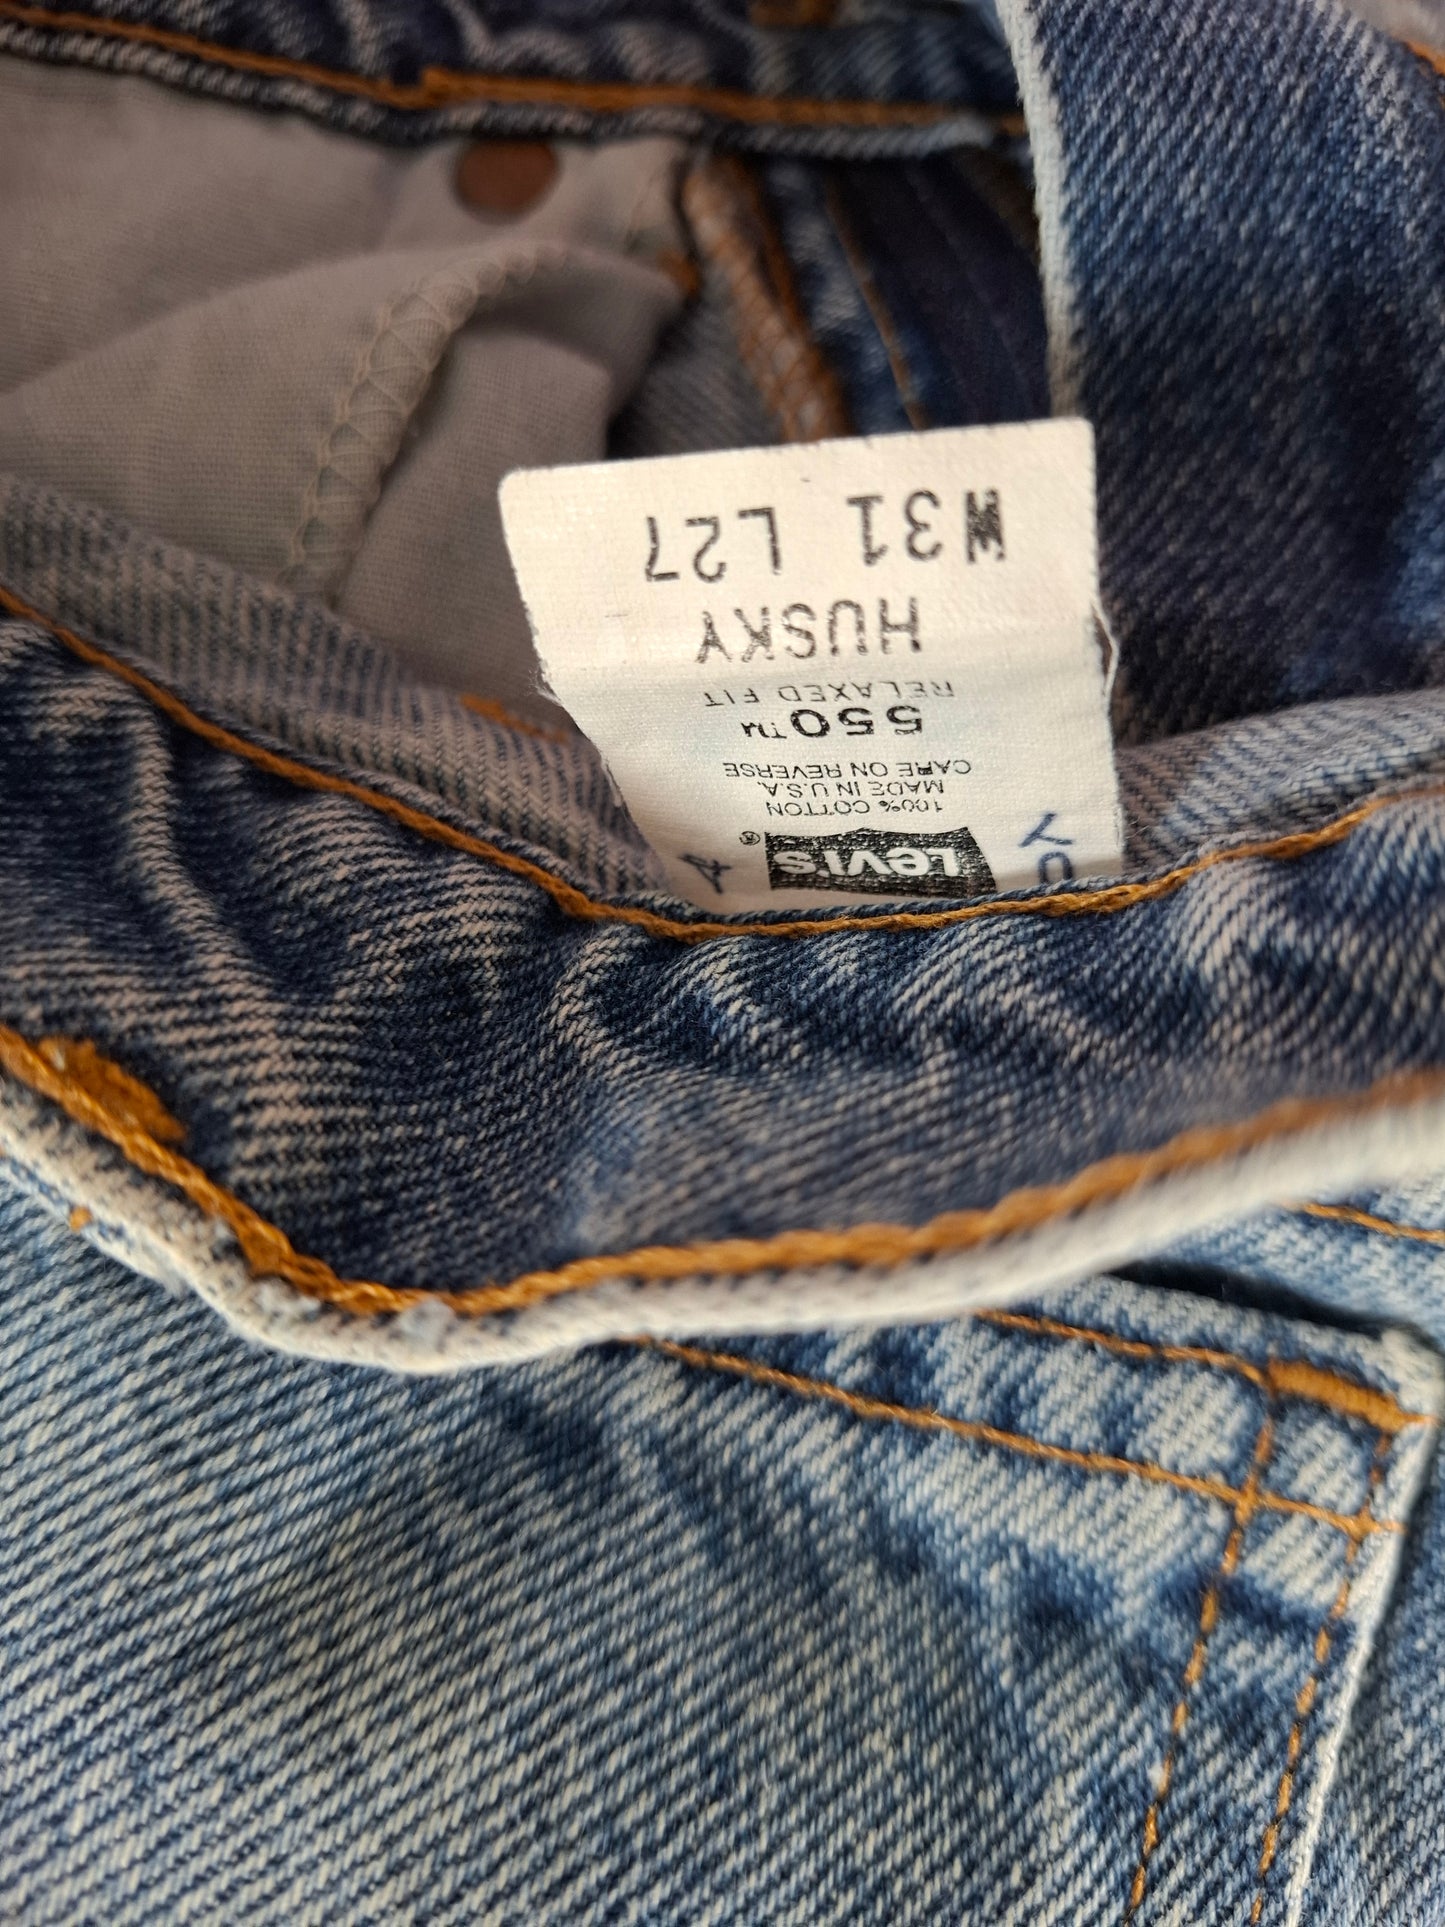 LEVI'S ®
100% COTTON
MADE IN U.S.A.
CARE ON REVERSE
550™
RELAXED FIT
HUSKY
W31 L27